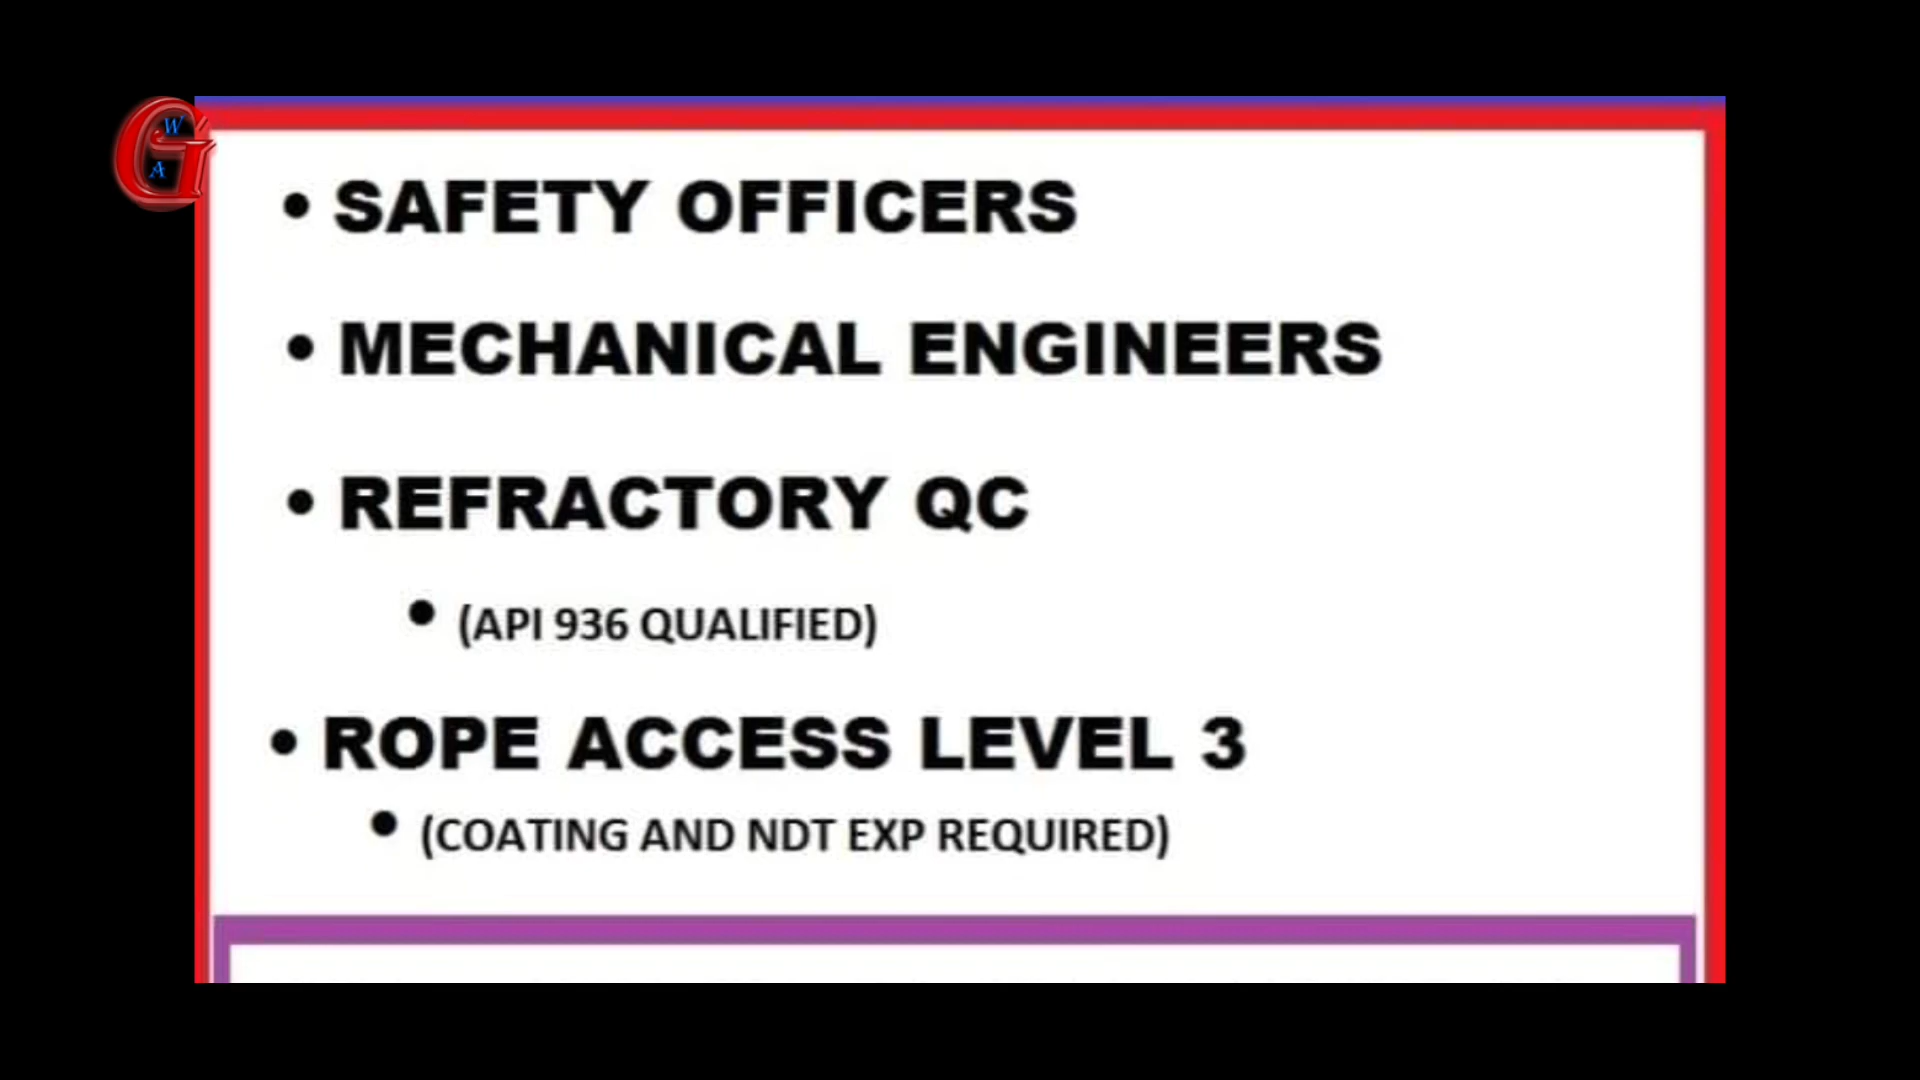 G
W
A
• SAFETY OFFICERS
• MECHANICAL ENGINEERS
• REFRACTORY QC
• (API 936 QUALIFIED)
• ROPE ACCESS LEVEL 3
• (COATING AND NDT EXP REQUIRED)